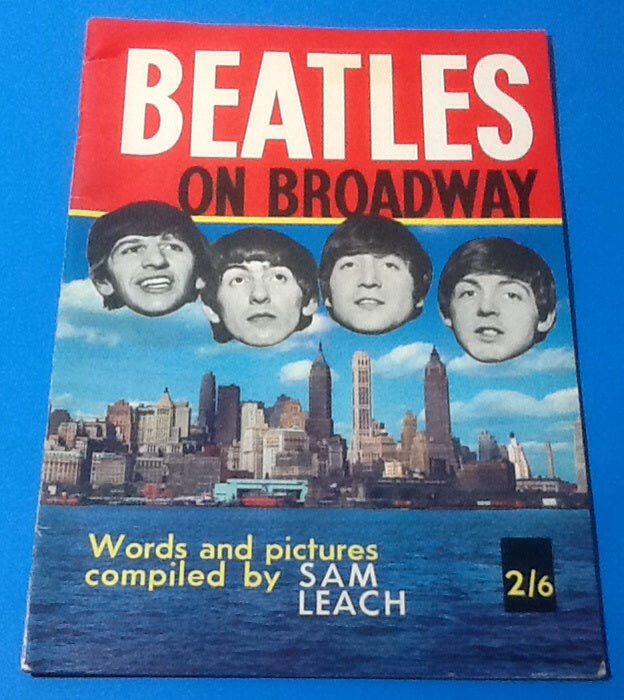 BEATLES
ON BROADWAY
Words and pictures
compiled by SAM
LEACH
2/6